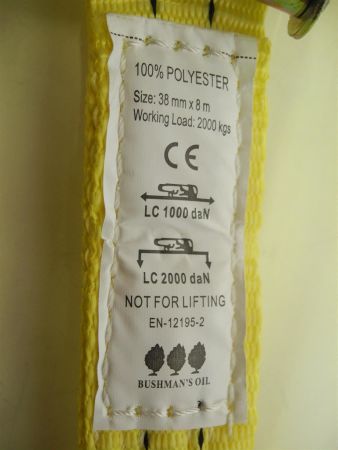 100% POLYESTER
Size: 38 mm x 8 m
Working Load: 2000 kgs
CE
LC 1000 daN
LC 2000 daN
NOT FOR LIFTING
EN-12195-2
BUSHMAN'S OIL